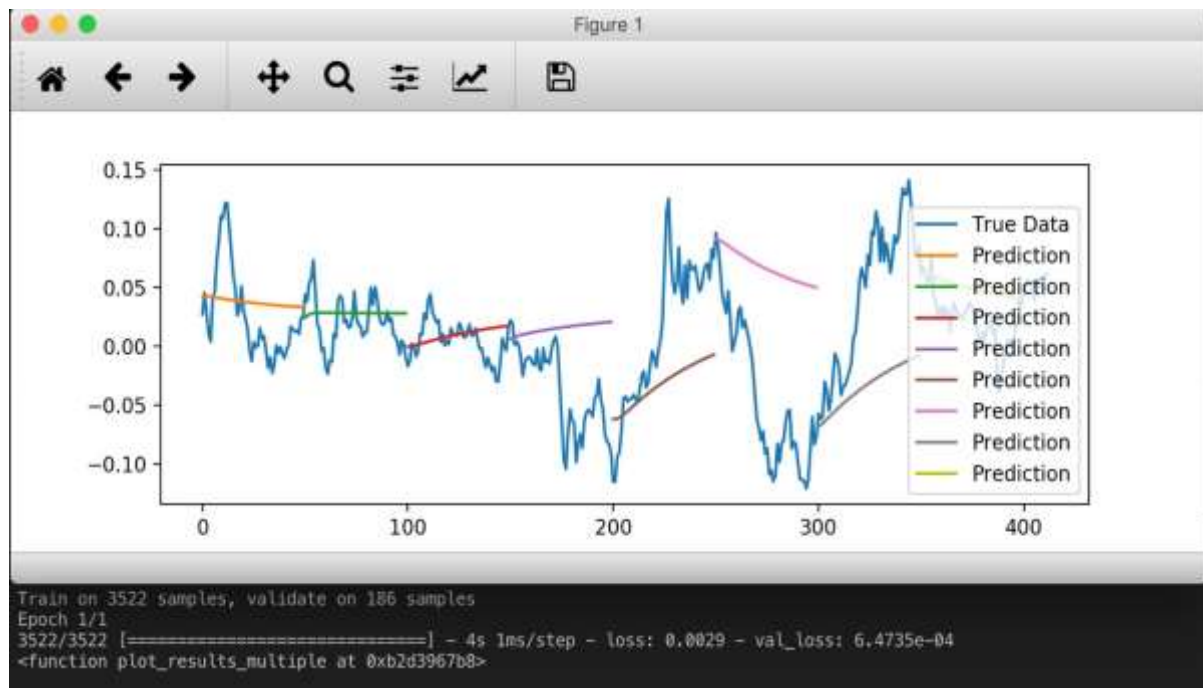 Figure 1
0.15
0.10
0.05
0.00
−0.05
−0.10
0 100 200 300 400
True Data
Prediction
Prediction
Prediction
Prediction
Prediction
Prediction
Prediction
Prediction
Train on 3522 samples, validate on 186 samples
Epoch 1/1
3522/3522 [==============================] - 4s 1ms/step - loss: 0.0029 - val_loss: 6.4735e-04
<function plot_results_multiple at 0xb2d3967b8>